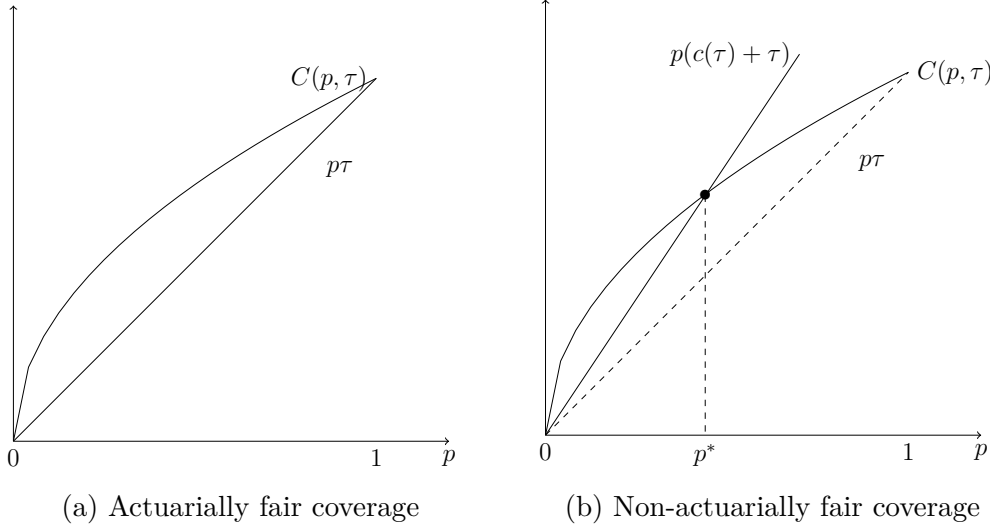 C(p, τ)
pτ
0
1
p
(a) Actuarially fair coverage
p(c(τ) + τ)
C(p, τ)
pτ
0
p*
1
p
(b) Non-actuarially fair coverage